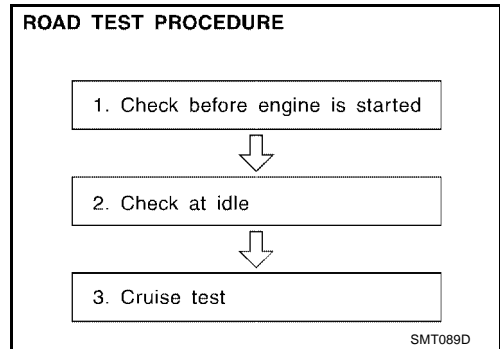 ROAD TEST PROCEDURE
1. Check before engine is started
2. Check at idle
3. Cruise test
SMT089D